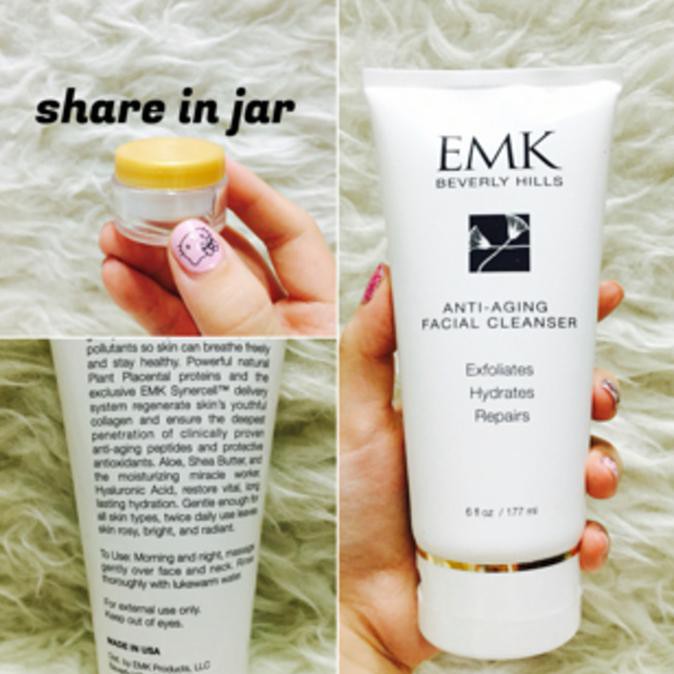 share in jar
pollutants so skin can breathe freely
and stay healthy. Powerful natural
Plant Placental proteins and the
exclusive EMK Synercell™ delivery
system regenerate skin's youthful
collagen and ensure the deepest
penetration of clinically proven
anti-aging peptides and protective
antioxidants. Aloe, Shea Butter, and
the moisturizing miracle worker,
Hyaluronic Acid, restore vital, long
lasting hydration. Gentle enough for
all skin types, twice daily use leaves
skin rosy, bright, and radiant.
To Use: Morning and night, massage
gently over face and neck. Rinse
thoroughly with lukewarm water.
For external use only.
Keep out of eyes.
MADE IN USA
Dist. by EMK Products, LLC
EMK
BEVERLY HILLS
ANTI-AGING
FACIAL CLEANSER
Exfoliates
Hydrates
Repairs
6 fl oz / 177 ml